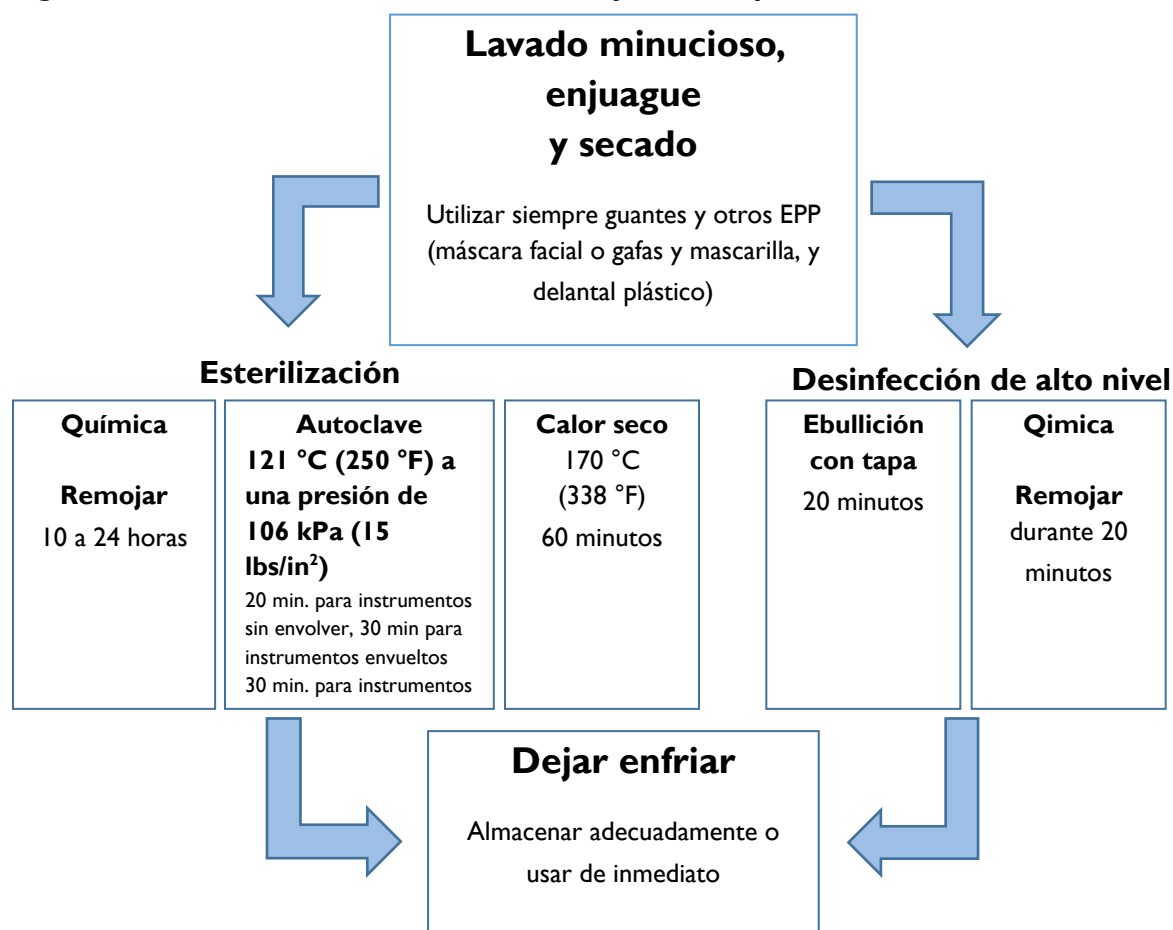 Lavado minucioso,
enjuague
y secado
Utilizar siempre guantes y otros EPP
(máscara facial o gafas y mascarilla, y
delantal plástico)
Esterilización
Química
Remojar
10 a 24 horas
Autoclave
121 °C (250 °F) a
una presión de
106 kPa (15
lbs/in²)
20 min. para instrumentos
sin envolver, 30 min para
instrumentos envueltos
30 min. para instrumentos
Calor seco
170 °C
(338 °F)
60 minutos
Desinfección de alto nivel
Ebullición
con tapa
20 minutos
Qimica
Remojar
durante 20
minutos
Dejar enfriar
Almacenar adecuadamente o
usar de inmediato